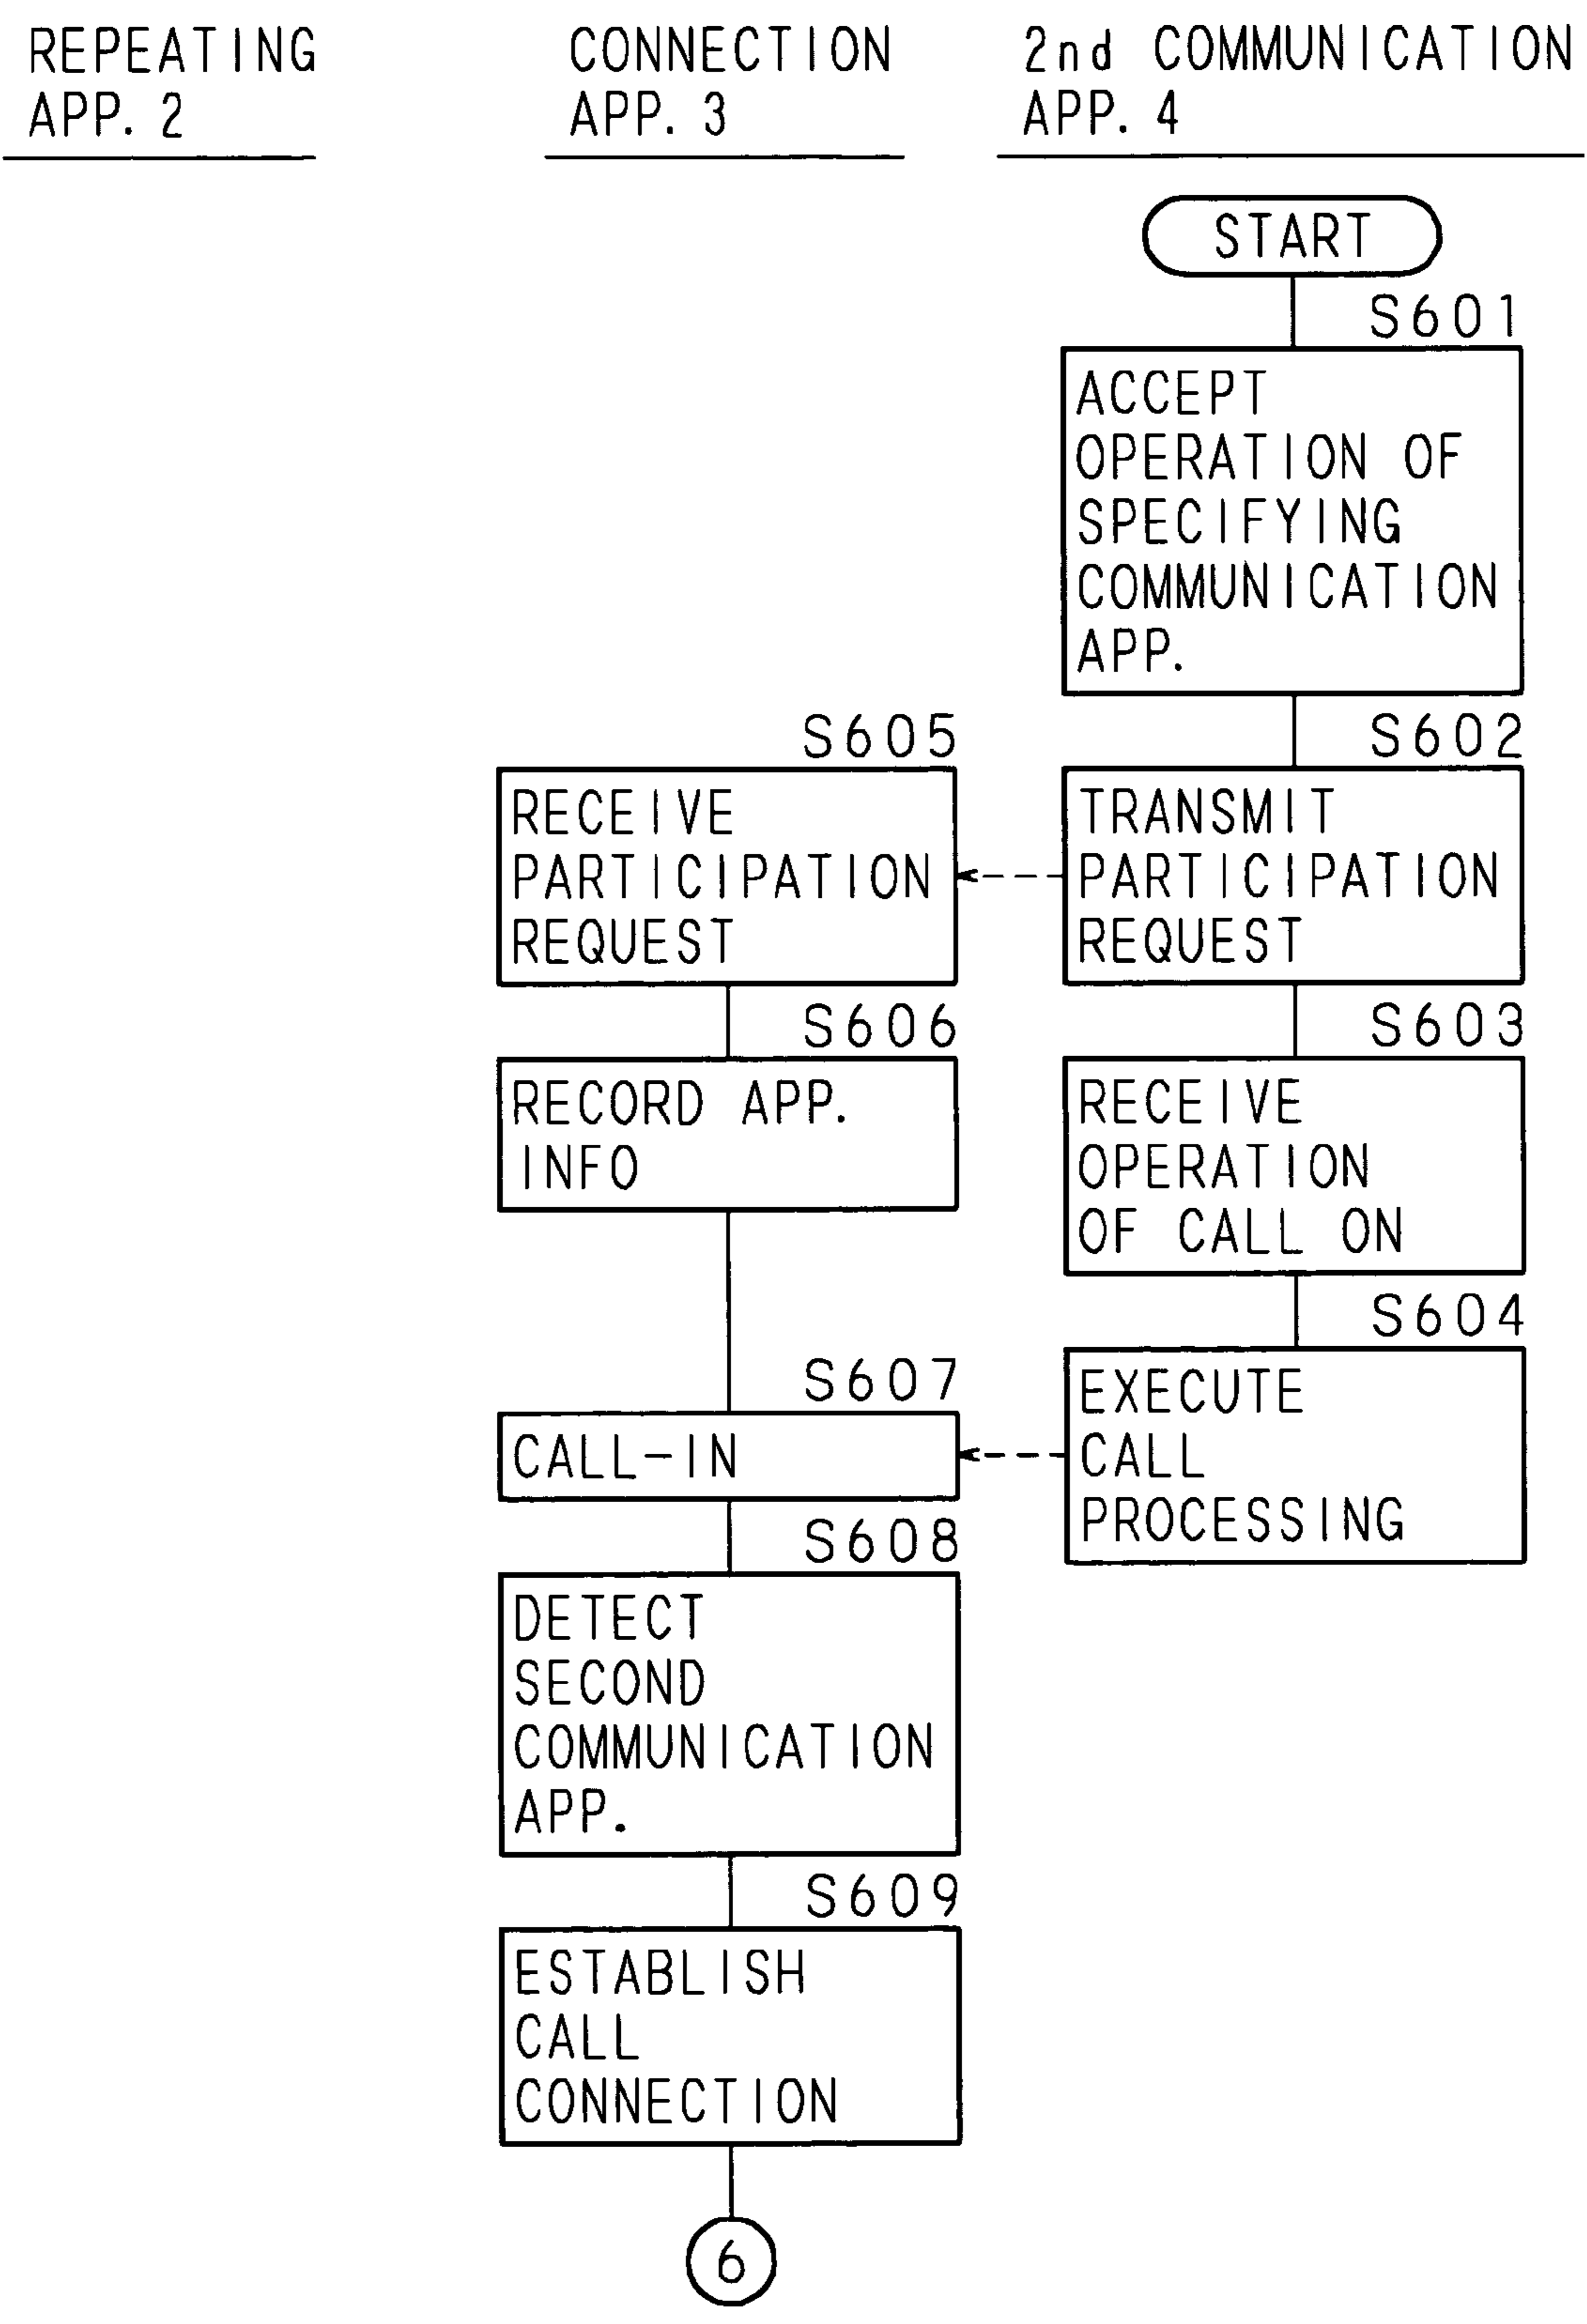 REPEATING
APP. 2
CONNECTION
APP. 3
2nd COMMUNICATION
APP. 4
START
S601
ACCEPT
OPERATION OF
SPECIFYING
COMMUNICATION
APP.
S605
RECEIVE
PARTICIPATION
REQUEST
S602
TRANSMIT
PARTICIPATION
REQUEST
S606
RECORD APP.
INFO
S603
RECEIVE
OPERATION
OF CALL ON
S607
CALL-IN
S604
EXECUTE
CALL
PROCESSING
S608
DETECT
SECOND
COMMUNICATION
APP.
S609
ESTABLISH
CALL
CONNECTION
6